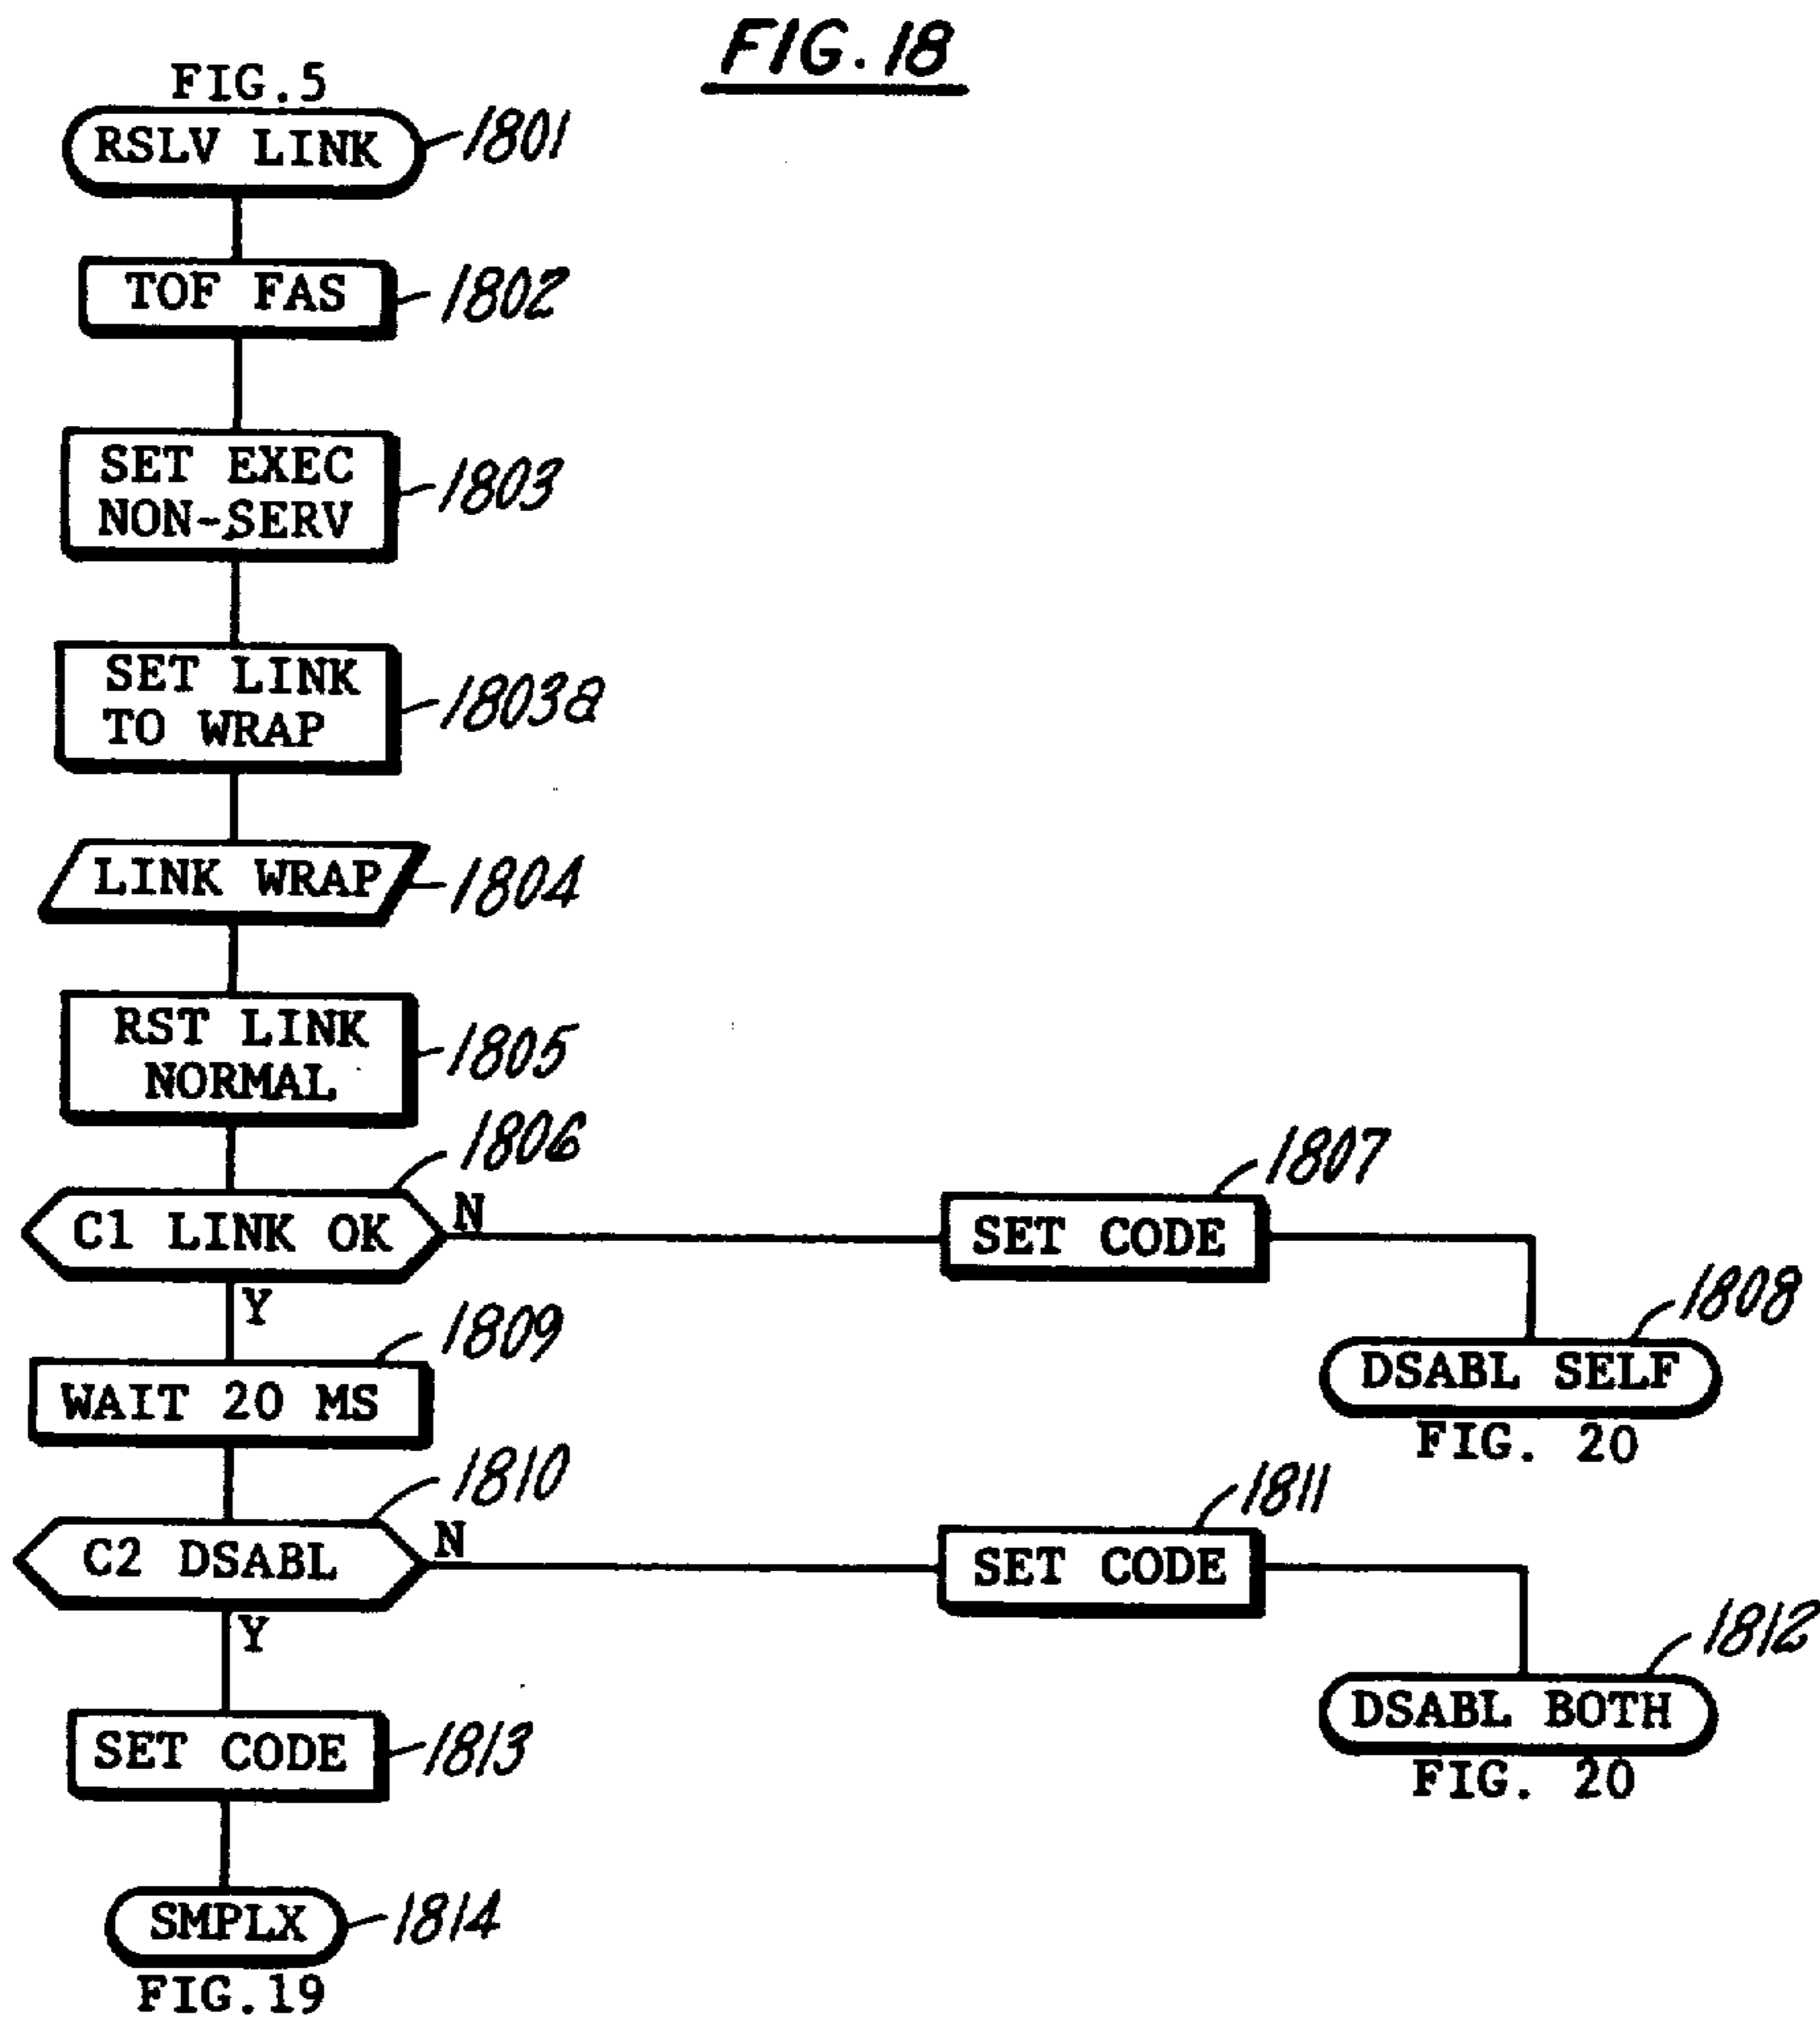 FIG. 18
FIG.5
RSLV LINK
1801
TOF FAS
1802
SET EXEC
NON-SERV
1803
SET LINK
TO WRAP
1803a
LINK WRAP
1804
RST LINK
NORMAL
1805
1806
C1 LINK OK
N
Y
1807
SET CODE
1808
DSABL SELF
FIG. 20
1809
WAIT 20 MS
1810
C2 DSABL
N
Y
1811
SET CODE
1812
DSABL BOTH
FIG. 20
SET CODE
1813
SMPLX
1814
FIG.19